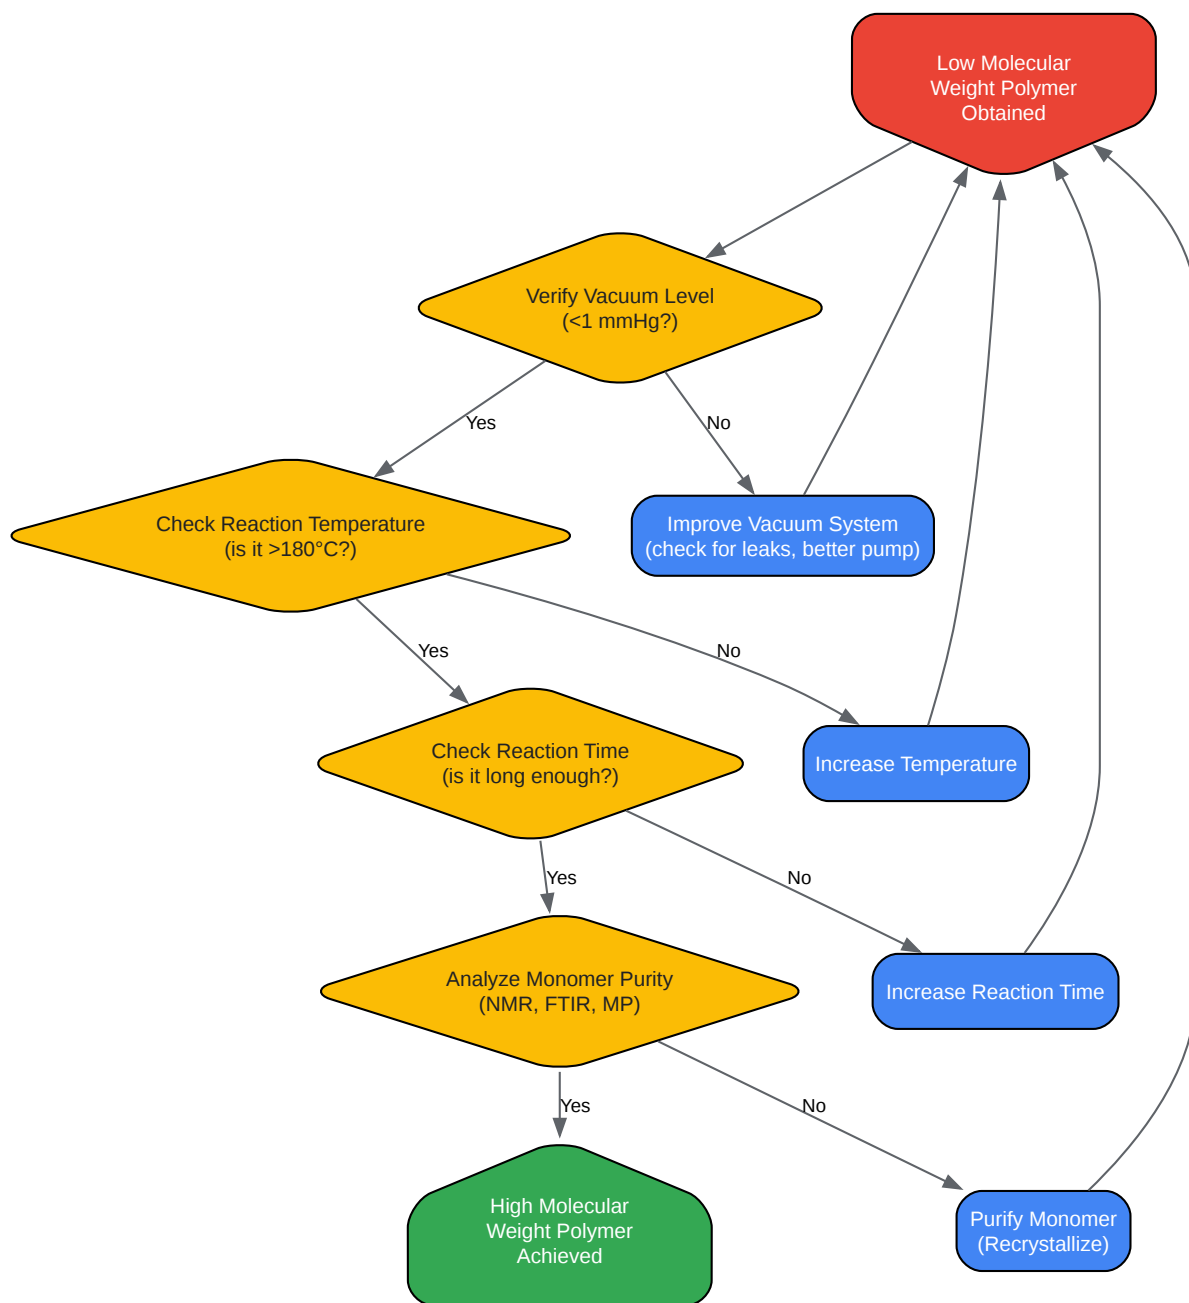 Low Molecular
Weight Polymer
Obtained
Verify Vacuum Level
(<1 mmHg?)
Yes
No
Check Reaction Temperature
(is it >180°C?)
Improve Vacuum System
(check for leaks, better pump)
Yes
No
Check Reaction Time
(is it long enough?)
Increase Temperature
Yes
No
Analyze Monomer Purity
(NMR, FTIR, MP)
Increase Reaction Time
Yes
No
High Molecular
Weight Polymer
Achieved
Purify Monomer
(Recrystallize)